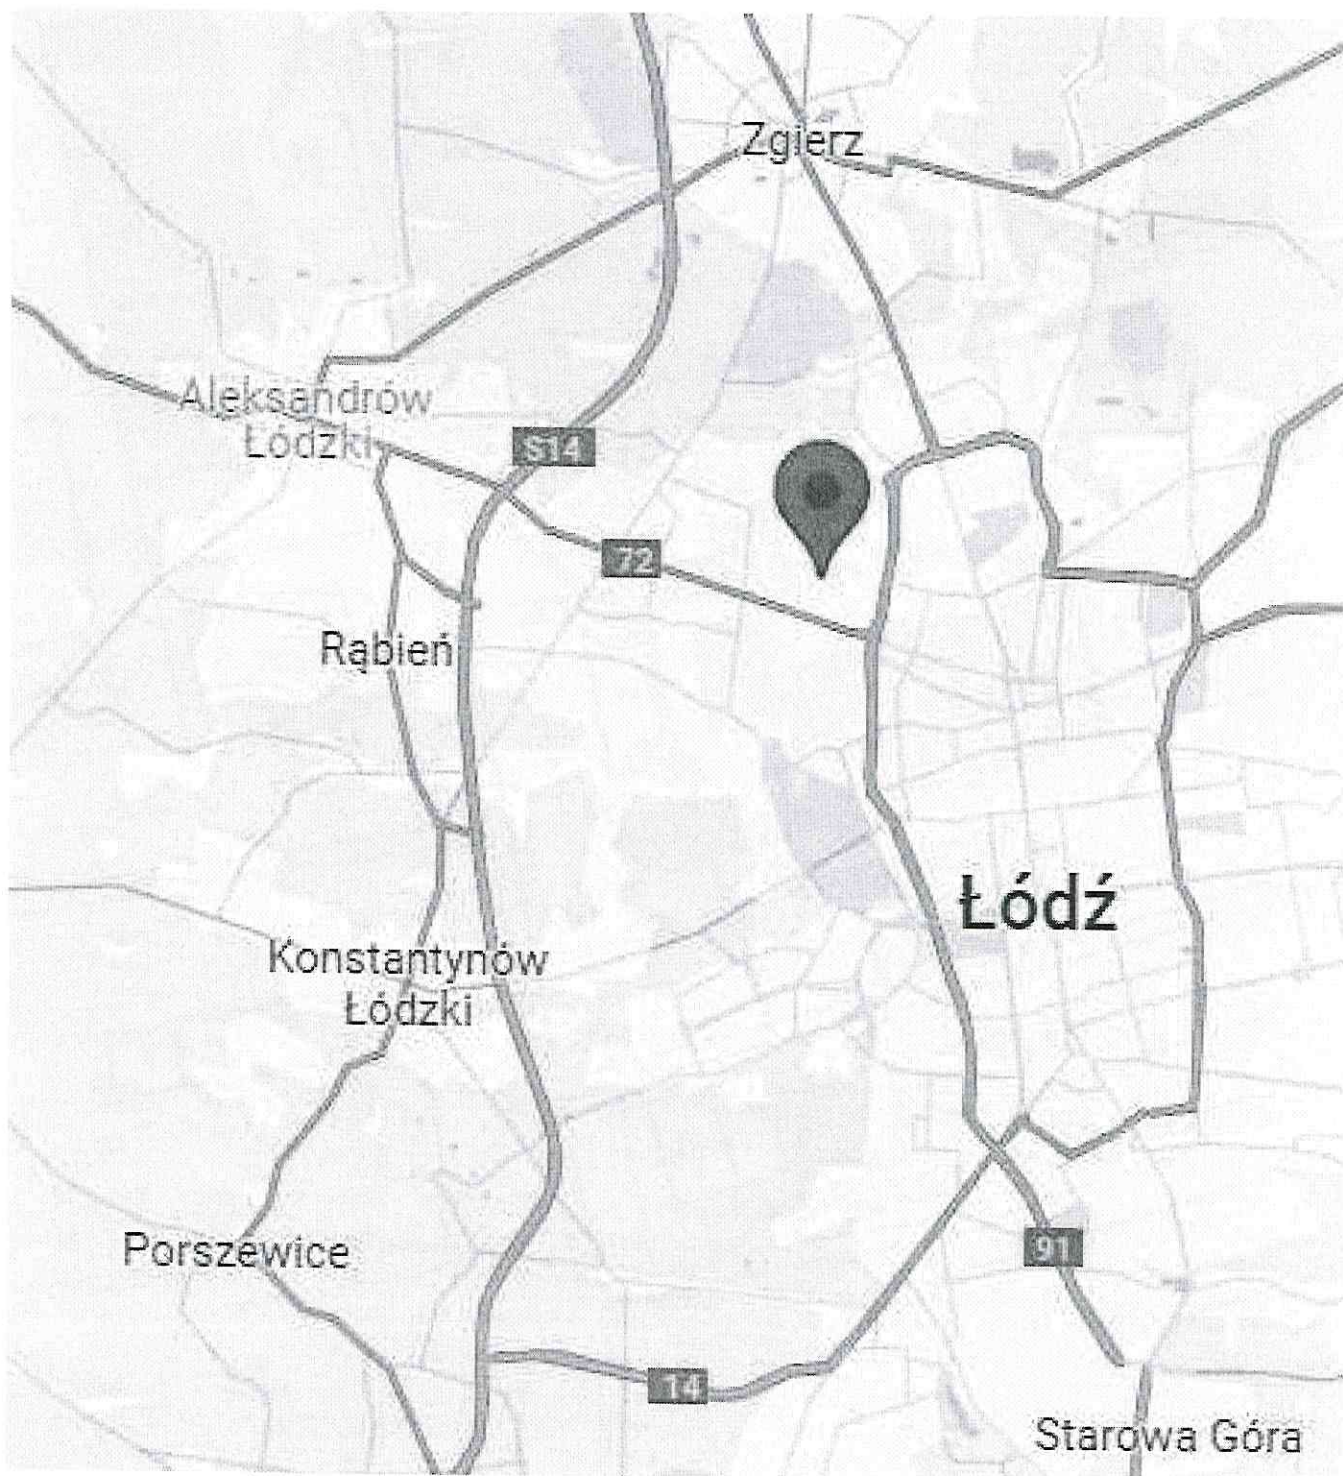 Zgierz
Aleksandrów
Łódzki
S14
72
Rąbień
Łódź
Konstantynów
Łódzki
Porszewice
91
14
Starowa Góra